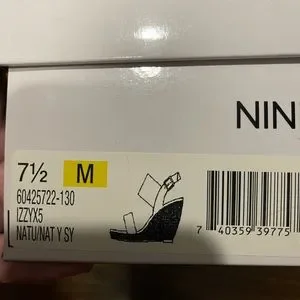 NIN
7½ M
60425722-130
IZZYX5
NATU/NAT Y SY
7 40359 39775